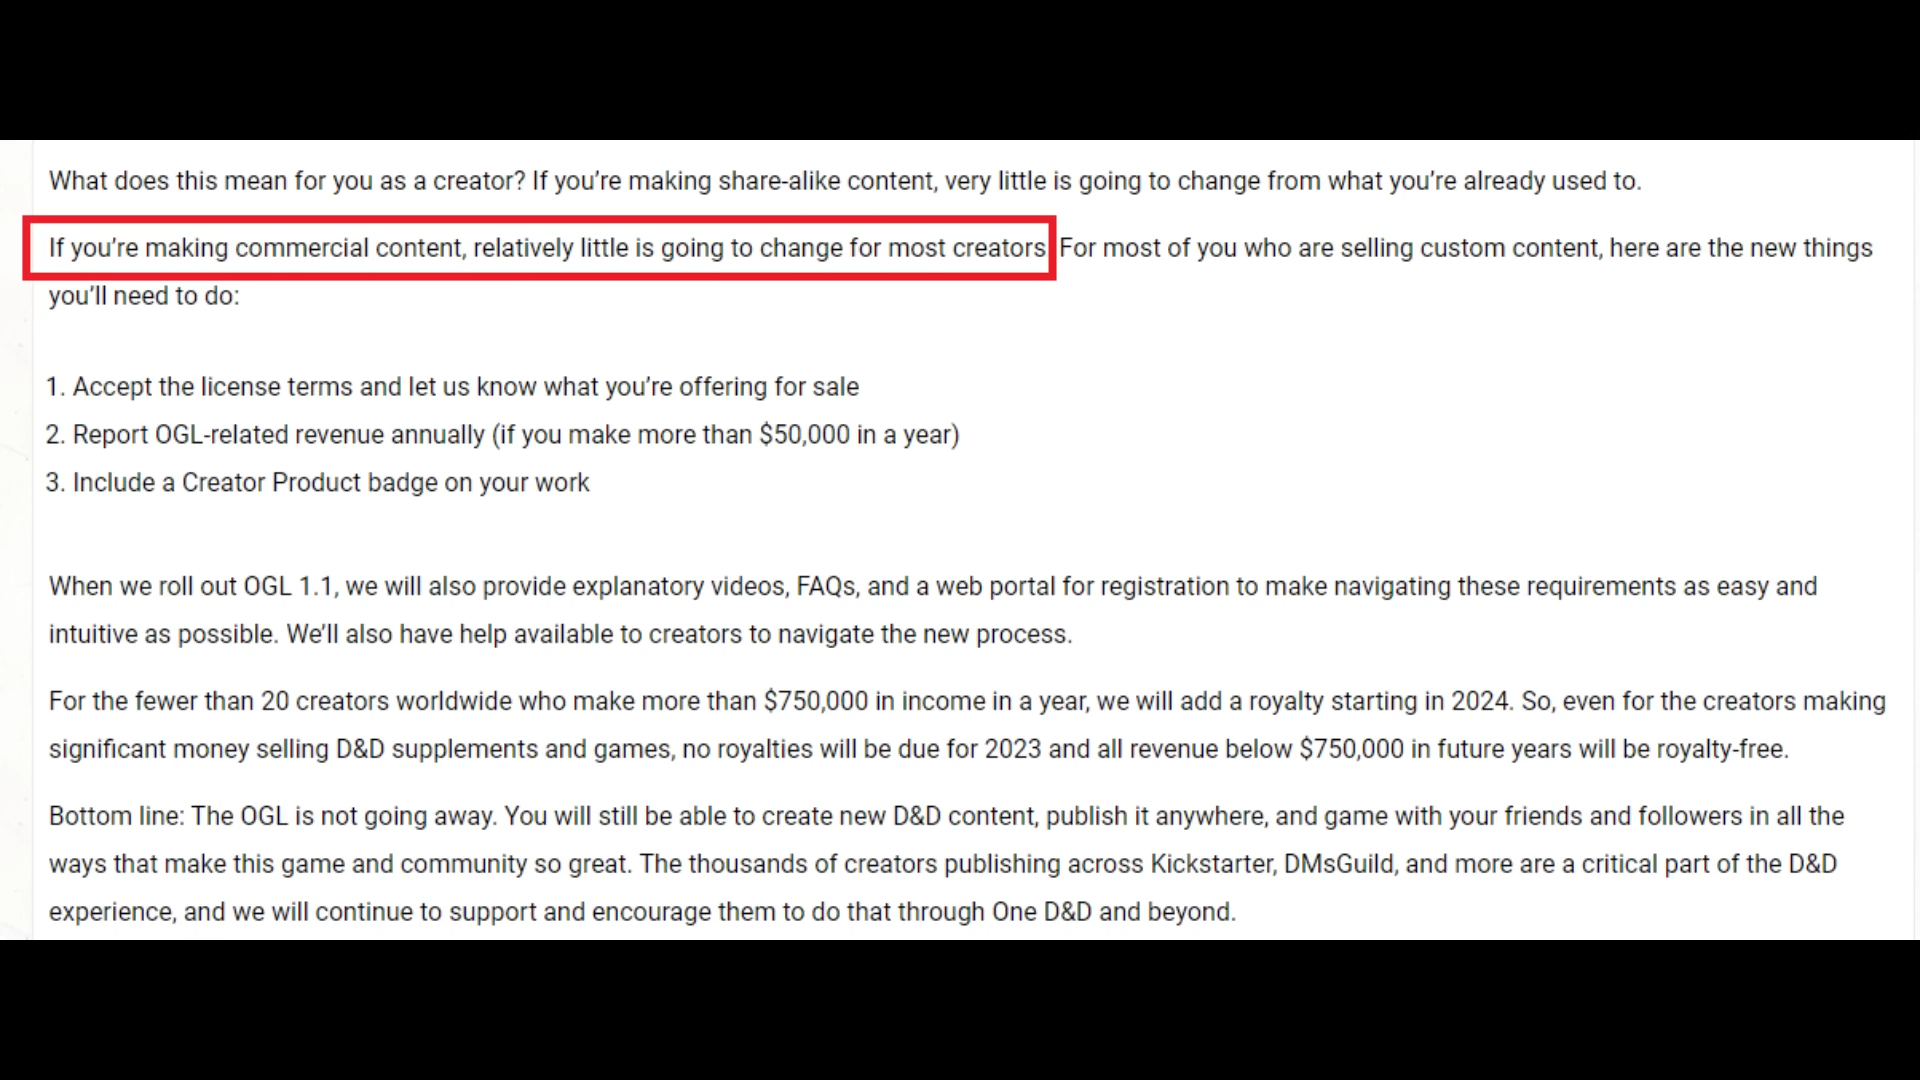 What does this mean for you as a creator? If you’re making share-alike content, very little is going to change from what you’re already used to.
If you’re making commercial content, relatively little is going to change for most creators. For most of you who are selling custom content, here are the new things
you’ll need to do:
1. Accept the license terms and let us know what you’re offering for sale
2. Report OGL-related revenue annually (if you make more than $50,000 in a year)
3. Include a Creator Product badge on your work
When we roll out OGL 1.1, we will also provide explanatory videos, FAQs, and a web portal for registration to make navigating these requirements as easy and
intuitive as possible. We’ll also have help available to creators to navigate the new process.
For the fewer than 20 creators worldwide who make more than $750,000 in income in a year, we will add a royalty starting in 2024. So, even for the creators making
significant money selling D&D supplements and games, no royalties will be due for 2023 and all revenue below $750,000 in future years will be royalty-free.
Bottom line: The OGL is not going away. You will still be able to create new D&D content, publish it anywhere, and game with your friends and followers in all the
ways that make this game and community so great. The thousands of creators publishing across Kickstarter, DMsGuild, and more are a critical part of the D&D
experience, and we will continue to support and encourage them to do that through One D&D and beyond.